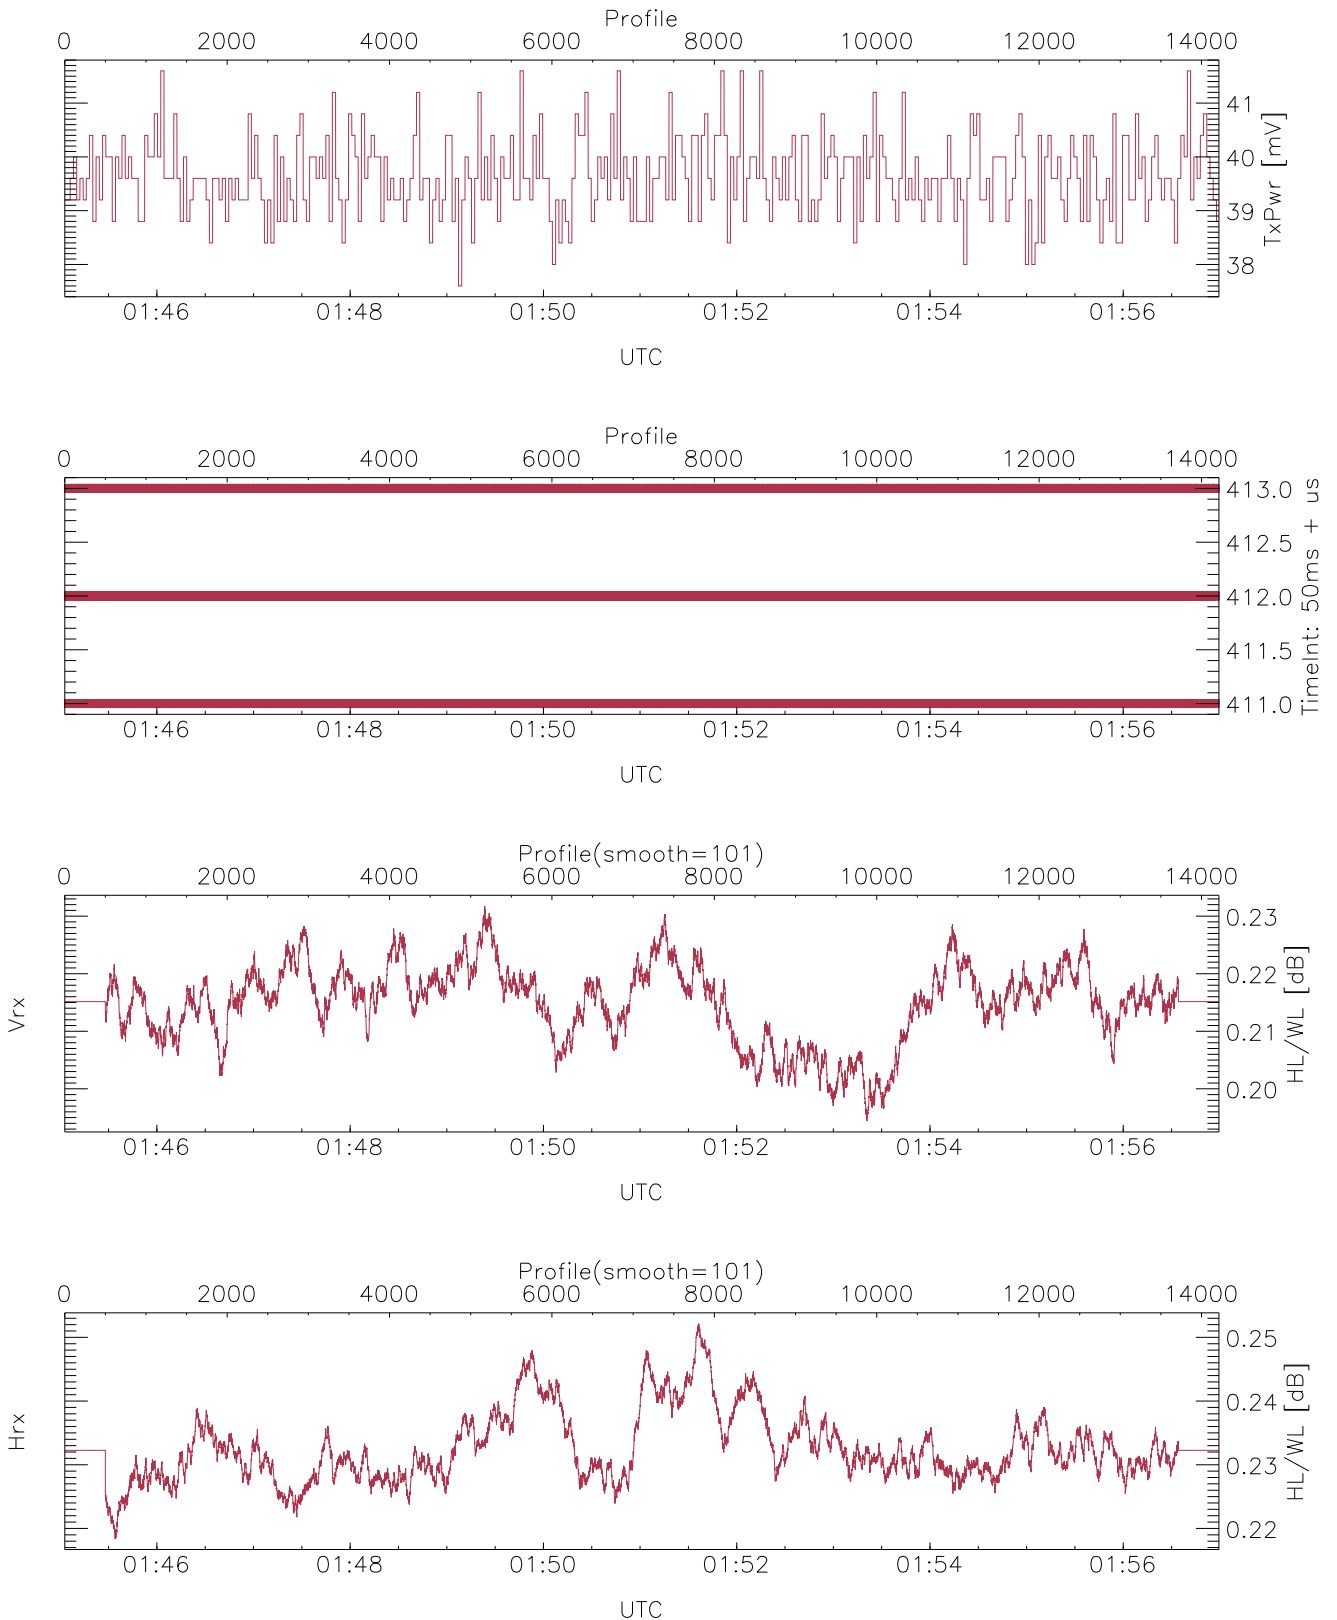 Profile
0 2000 4000 6000 8000 10000 12000 14000
41
40
39
38
TxPwr [mV]
01:46 01:48 01:50 01:52 01:54 01:56
UTC
Profile
0 2000 4000 6000 8000 10000 12000 14000
413.0
412.5
412.0
411.5
411.0
TimeInt: 50ms + us
01:46 01:48 01:50 01:52 01:54 01:56
UTC
Profile(smooth=101)
0 2000 4000 6000 8000 10000 12000 14000
Vrx
0.23
0.22
0.21
0.20
HL/WL [dB]
01:46 01:48 01:50 01:52 01:54 01:56
UTC
Profile(smooth=101)
0 2000 4000 6000 8000 10000 12000 14000
Hrx
0.25
0.24
0.23
0.22
HL/WL [dB]
01:46 01:48 01:50 01:52 01:54 01:56
UTC